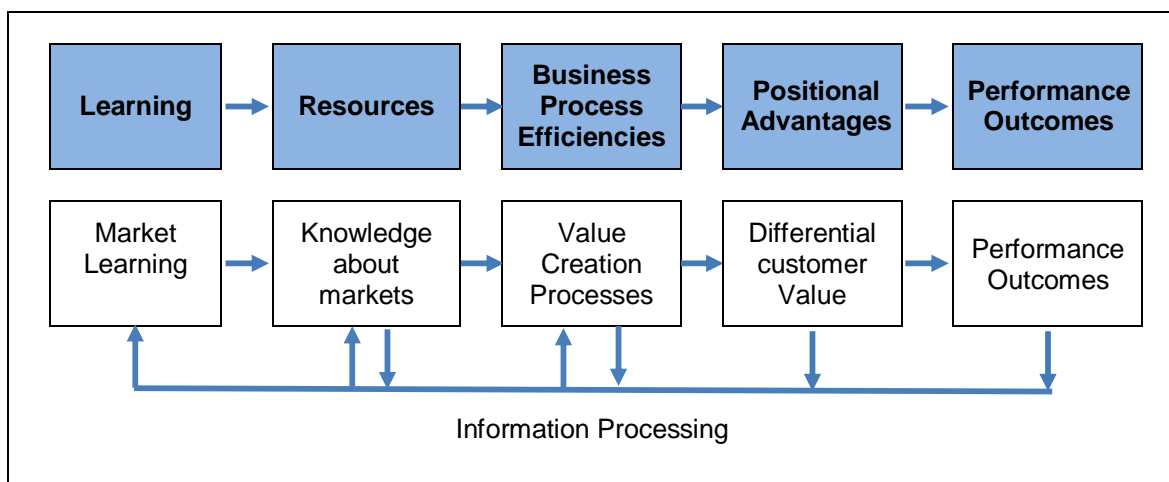 Learning
Resources
Business
Process
Efficiencies
Positional
Advantages
Performance
Outcomes
Market
Learning
Knowledge
about
markets
Value
Creation
Processes
Differential
customer
Value
Performance
Outcomes
Information Processing